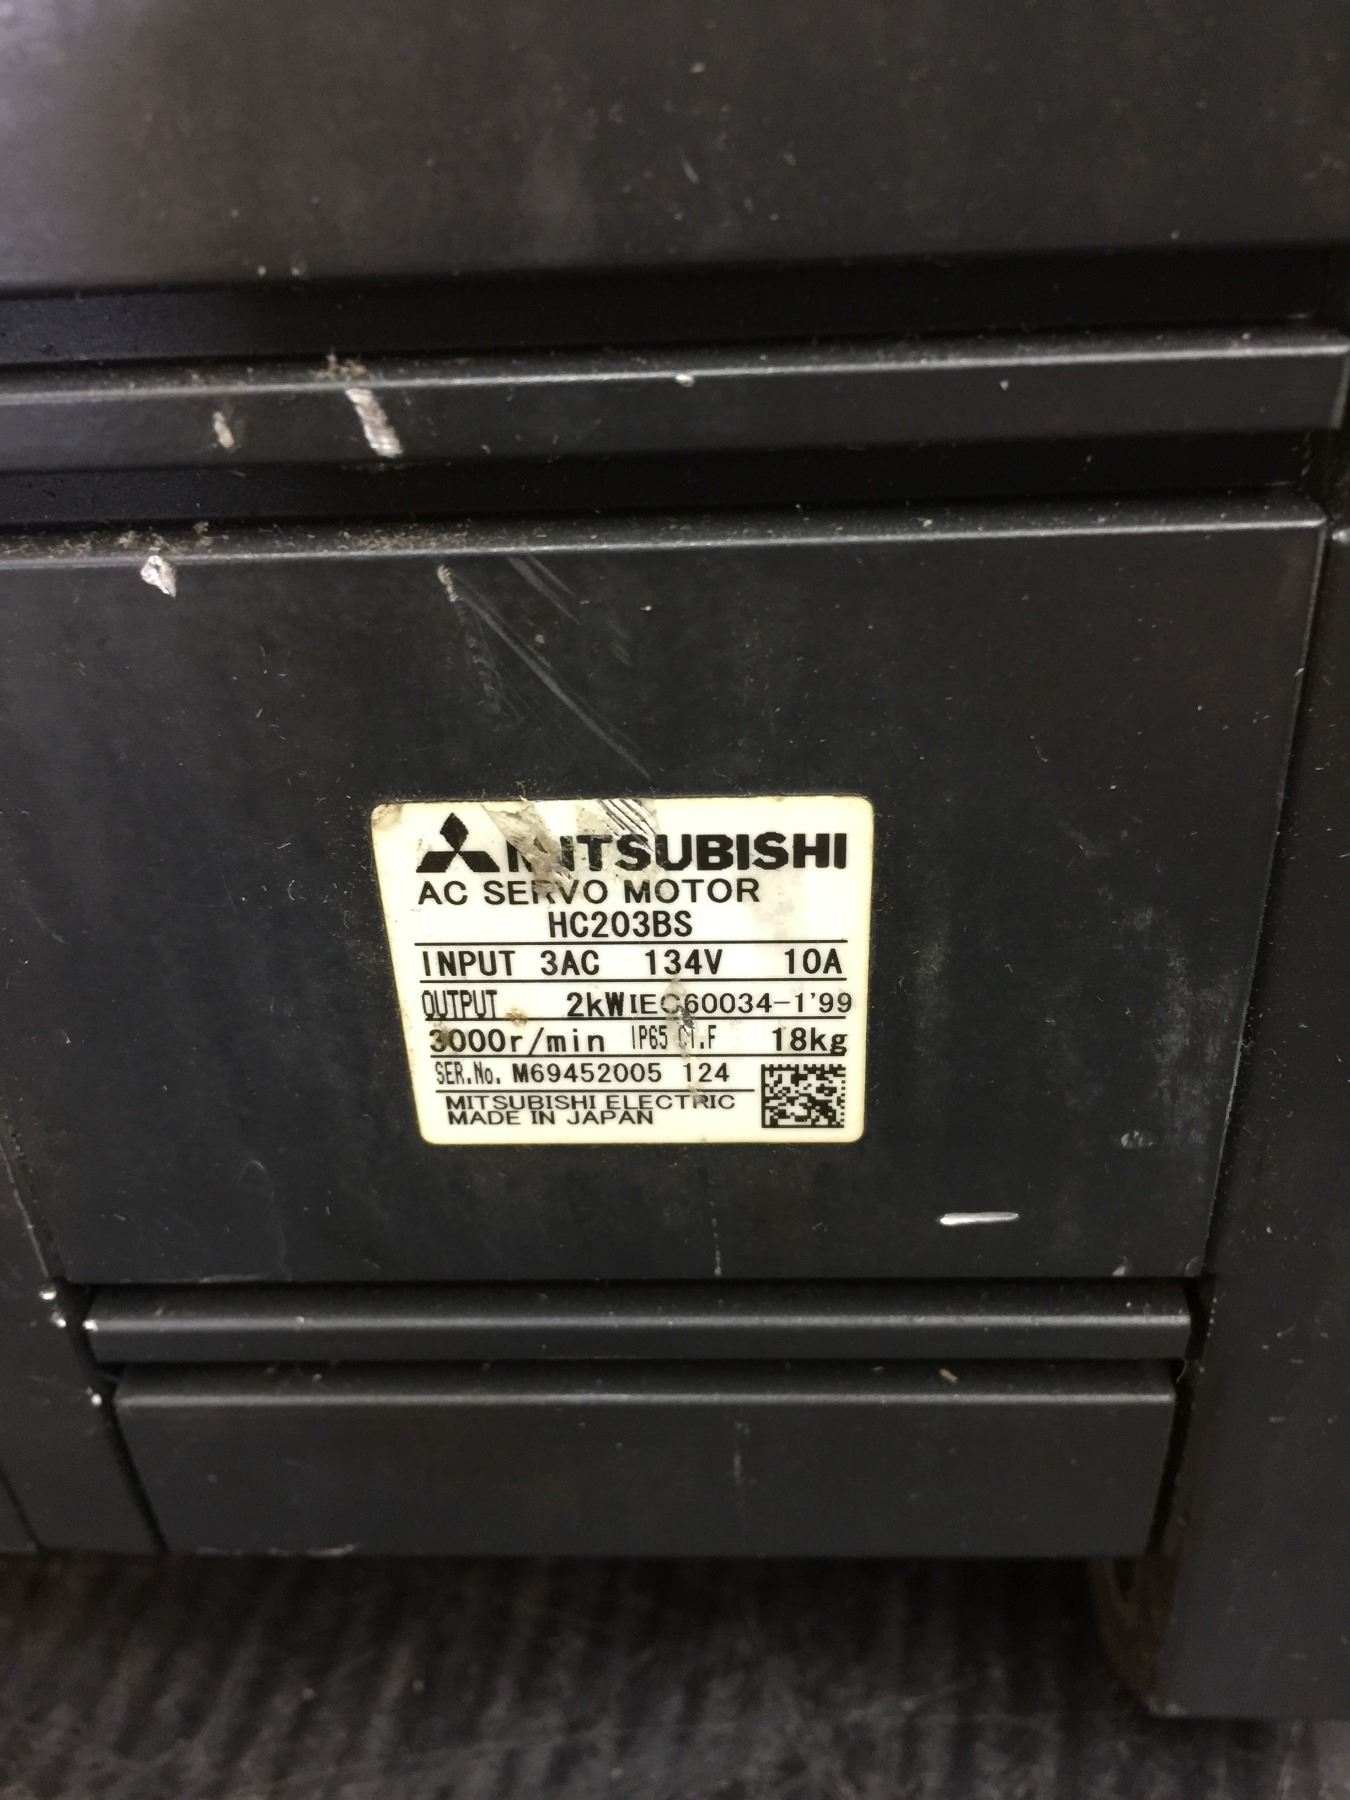 MITSUBISHI
AC SERVO MOTOR
HC203BS
INPUT 3AC 134V 10A
OUTPUT 2kW IEC60034-1'99
3000r/min IP65 Cl.F 18kg
SER.No. M69452005 124
MITSUBISHI ELECTRIC
MADE IN JAPAN